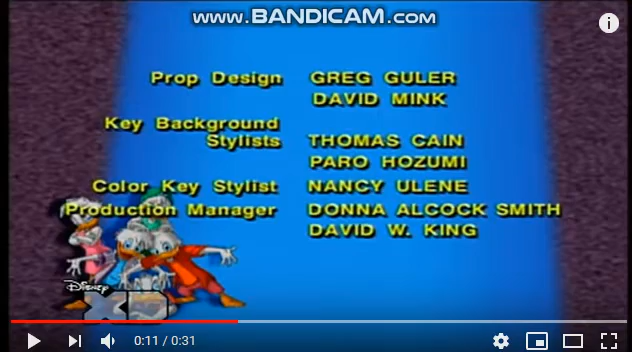 WWW.BANDICAM.COM
Prop Design GREG GULER
DAVID MINK
Key Background
Stylists THOMAS CAIN
PARO HOZUMI
Color Key Stylist NANCY ULENE
Production Manager DONNA ALCOCK SMITH
DAVID W. KING
Disney
XD
0:11 / 0:31